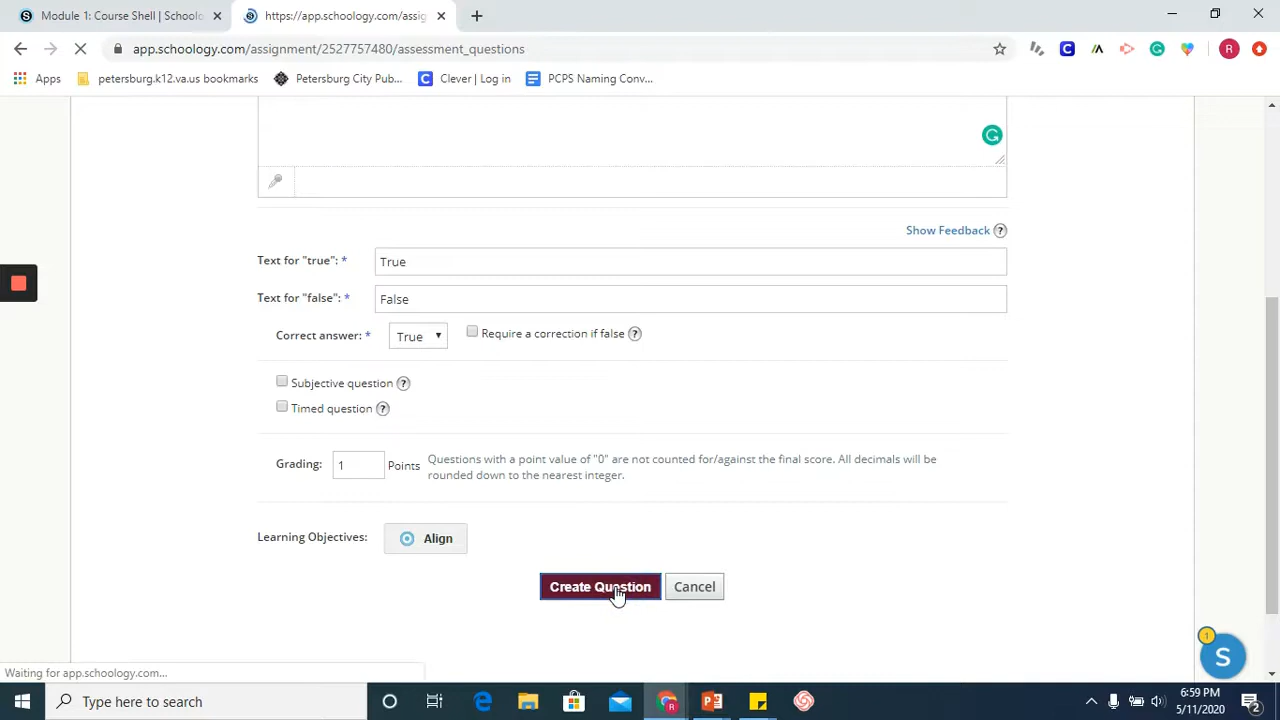 Module 1: Course Shell | Schoolo
https://app.schoology.com/assig
app.schoology.com/assignment/2527757480/assessment_questions
R
Apps
petersburg.k12.va.us bookmarks
Petersburg City Pub...
Clever | Log in
PCPS Naming Conv...
Show Feedback ?
Text for "true": * True
Text for "false": * False
Correct answer: * True Require a correction if false ?
Subjective question ?
Timed question ?
Grading: 1 Points Questions with a point value of "0" are not counted for/against the final score. All decimals will be
rounded down to the nearest integer.
Learning Objectives: Align
Create Question Cancel
1
S
Waiting for app.schoology.com...
Type here to search
6:59 PM
5/11/2020
2